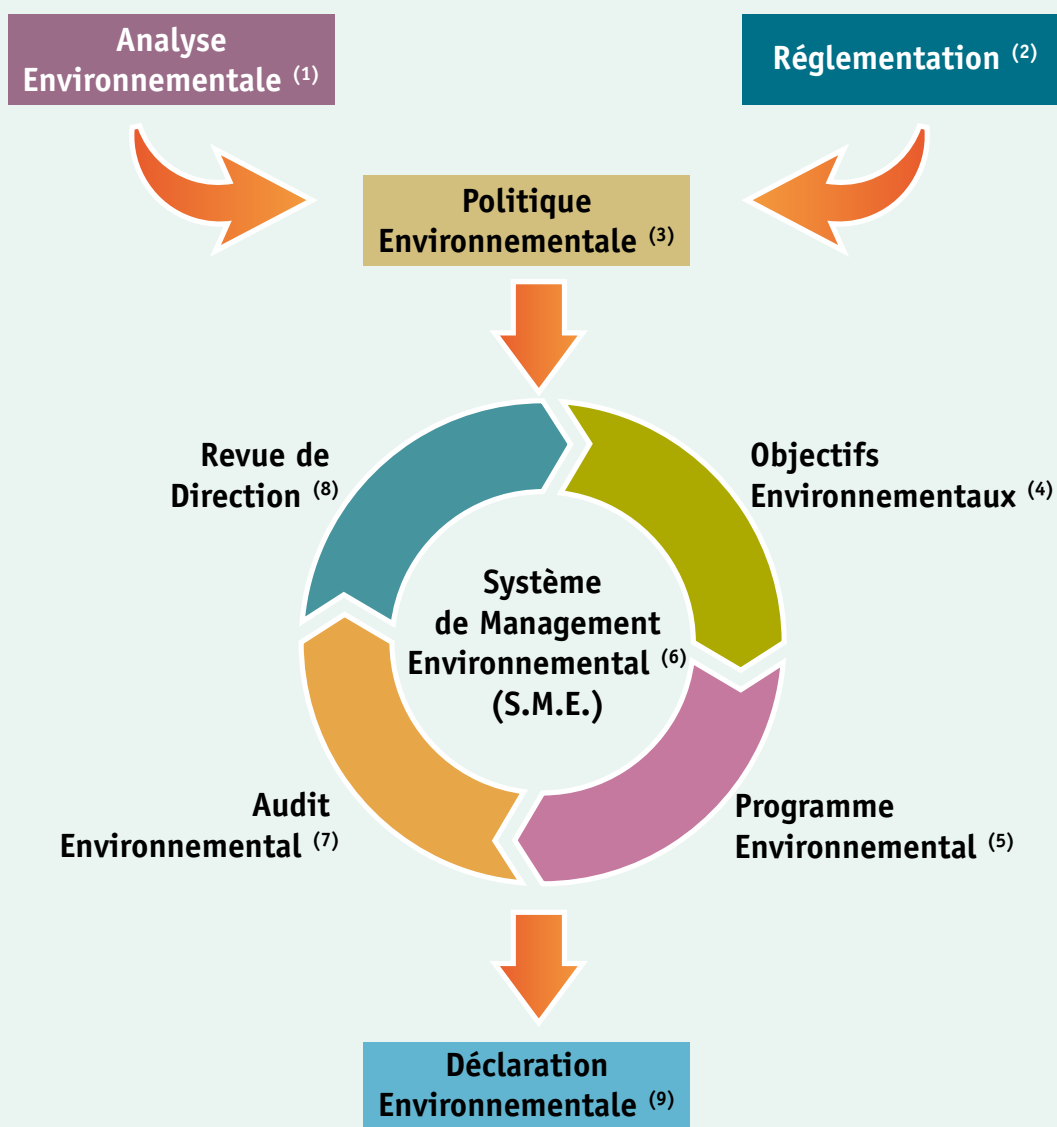 Analyse
Environnementale (1)
Réglementation (2)
Politique
Environnementale (3)
Revue de
Direction (8)
Objectifs
Environnementaux (4)
Système
de Management
Environnemental (6)
(S.M.E.)
Audit
Environnemental (7)
Programme
Environnemental (5)
Déclaration
Environnementale (9)